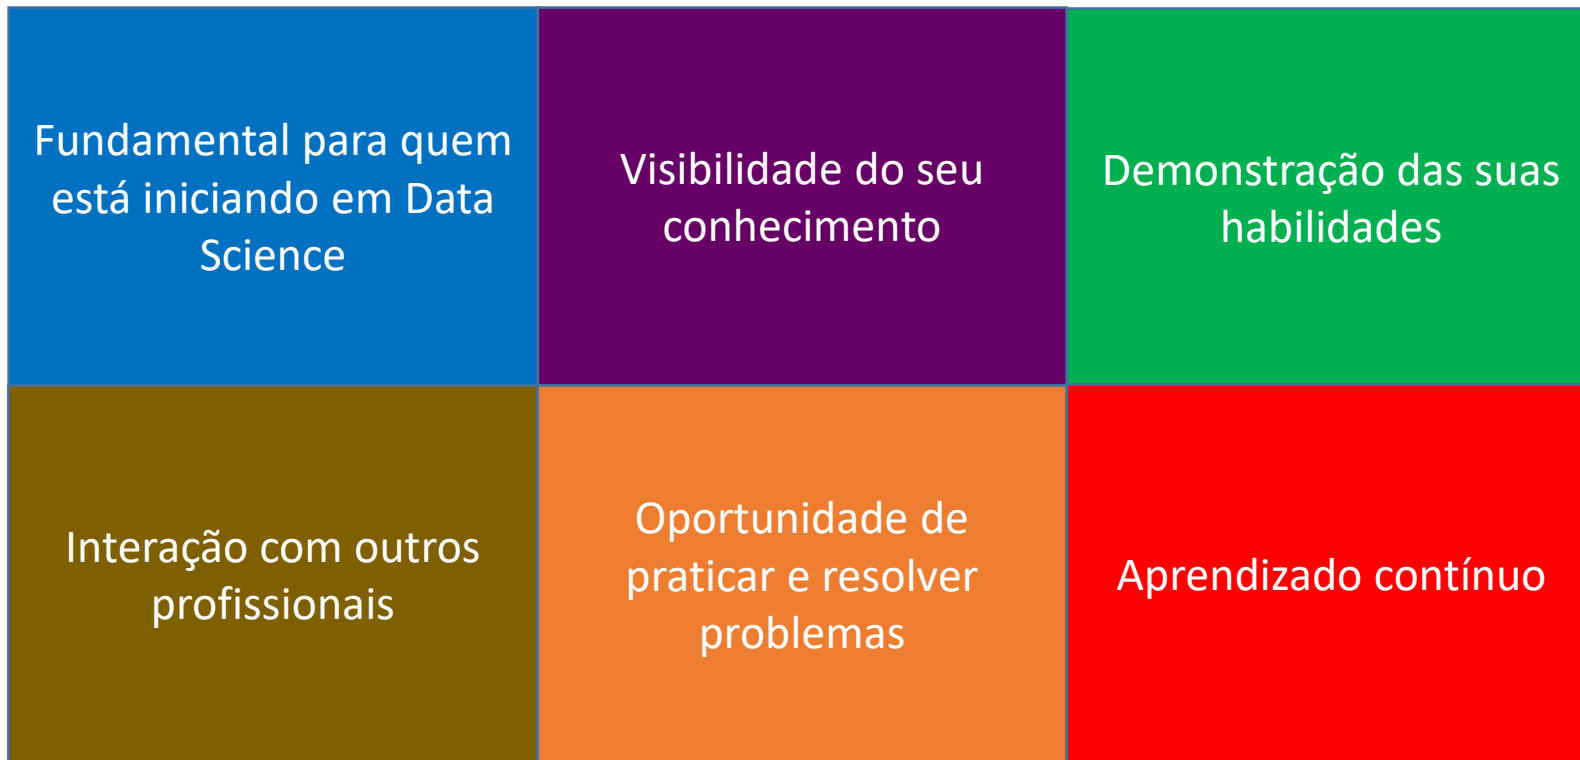 Fundamental para quem
está iniciando em Data
Science
Visibilidade do seu
conhecimento
Demonstração das suas
habilidades
Interação com outros
profissionais
Oportunidade de
praticar e resolver
problemas
Aprendizado contínuo